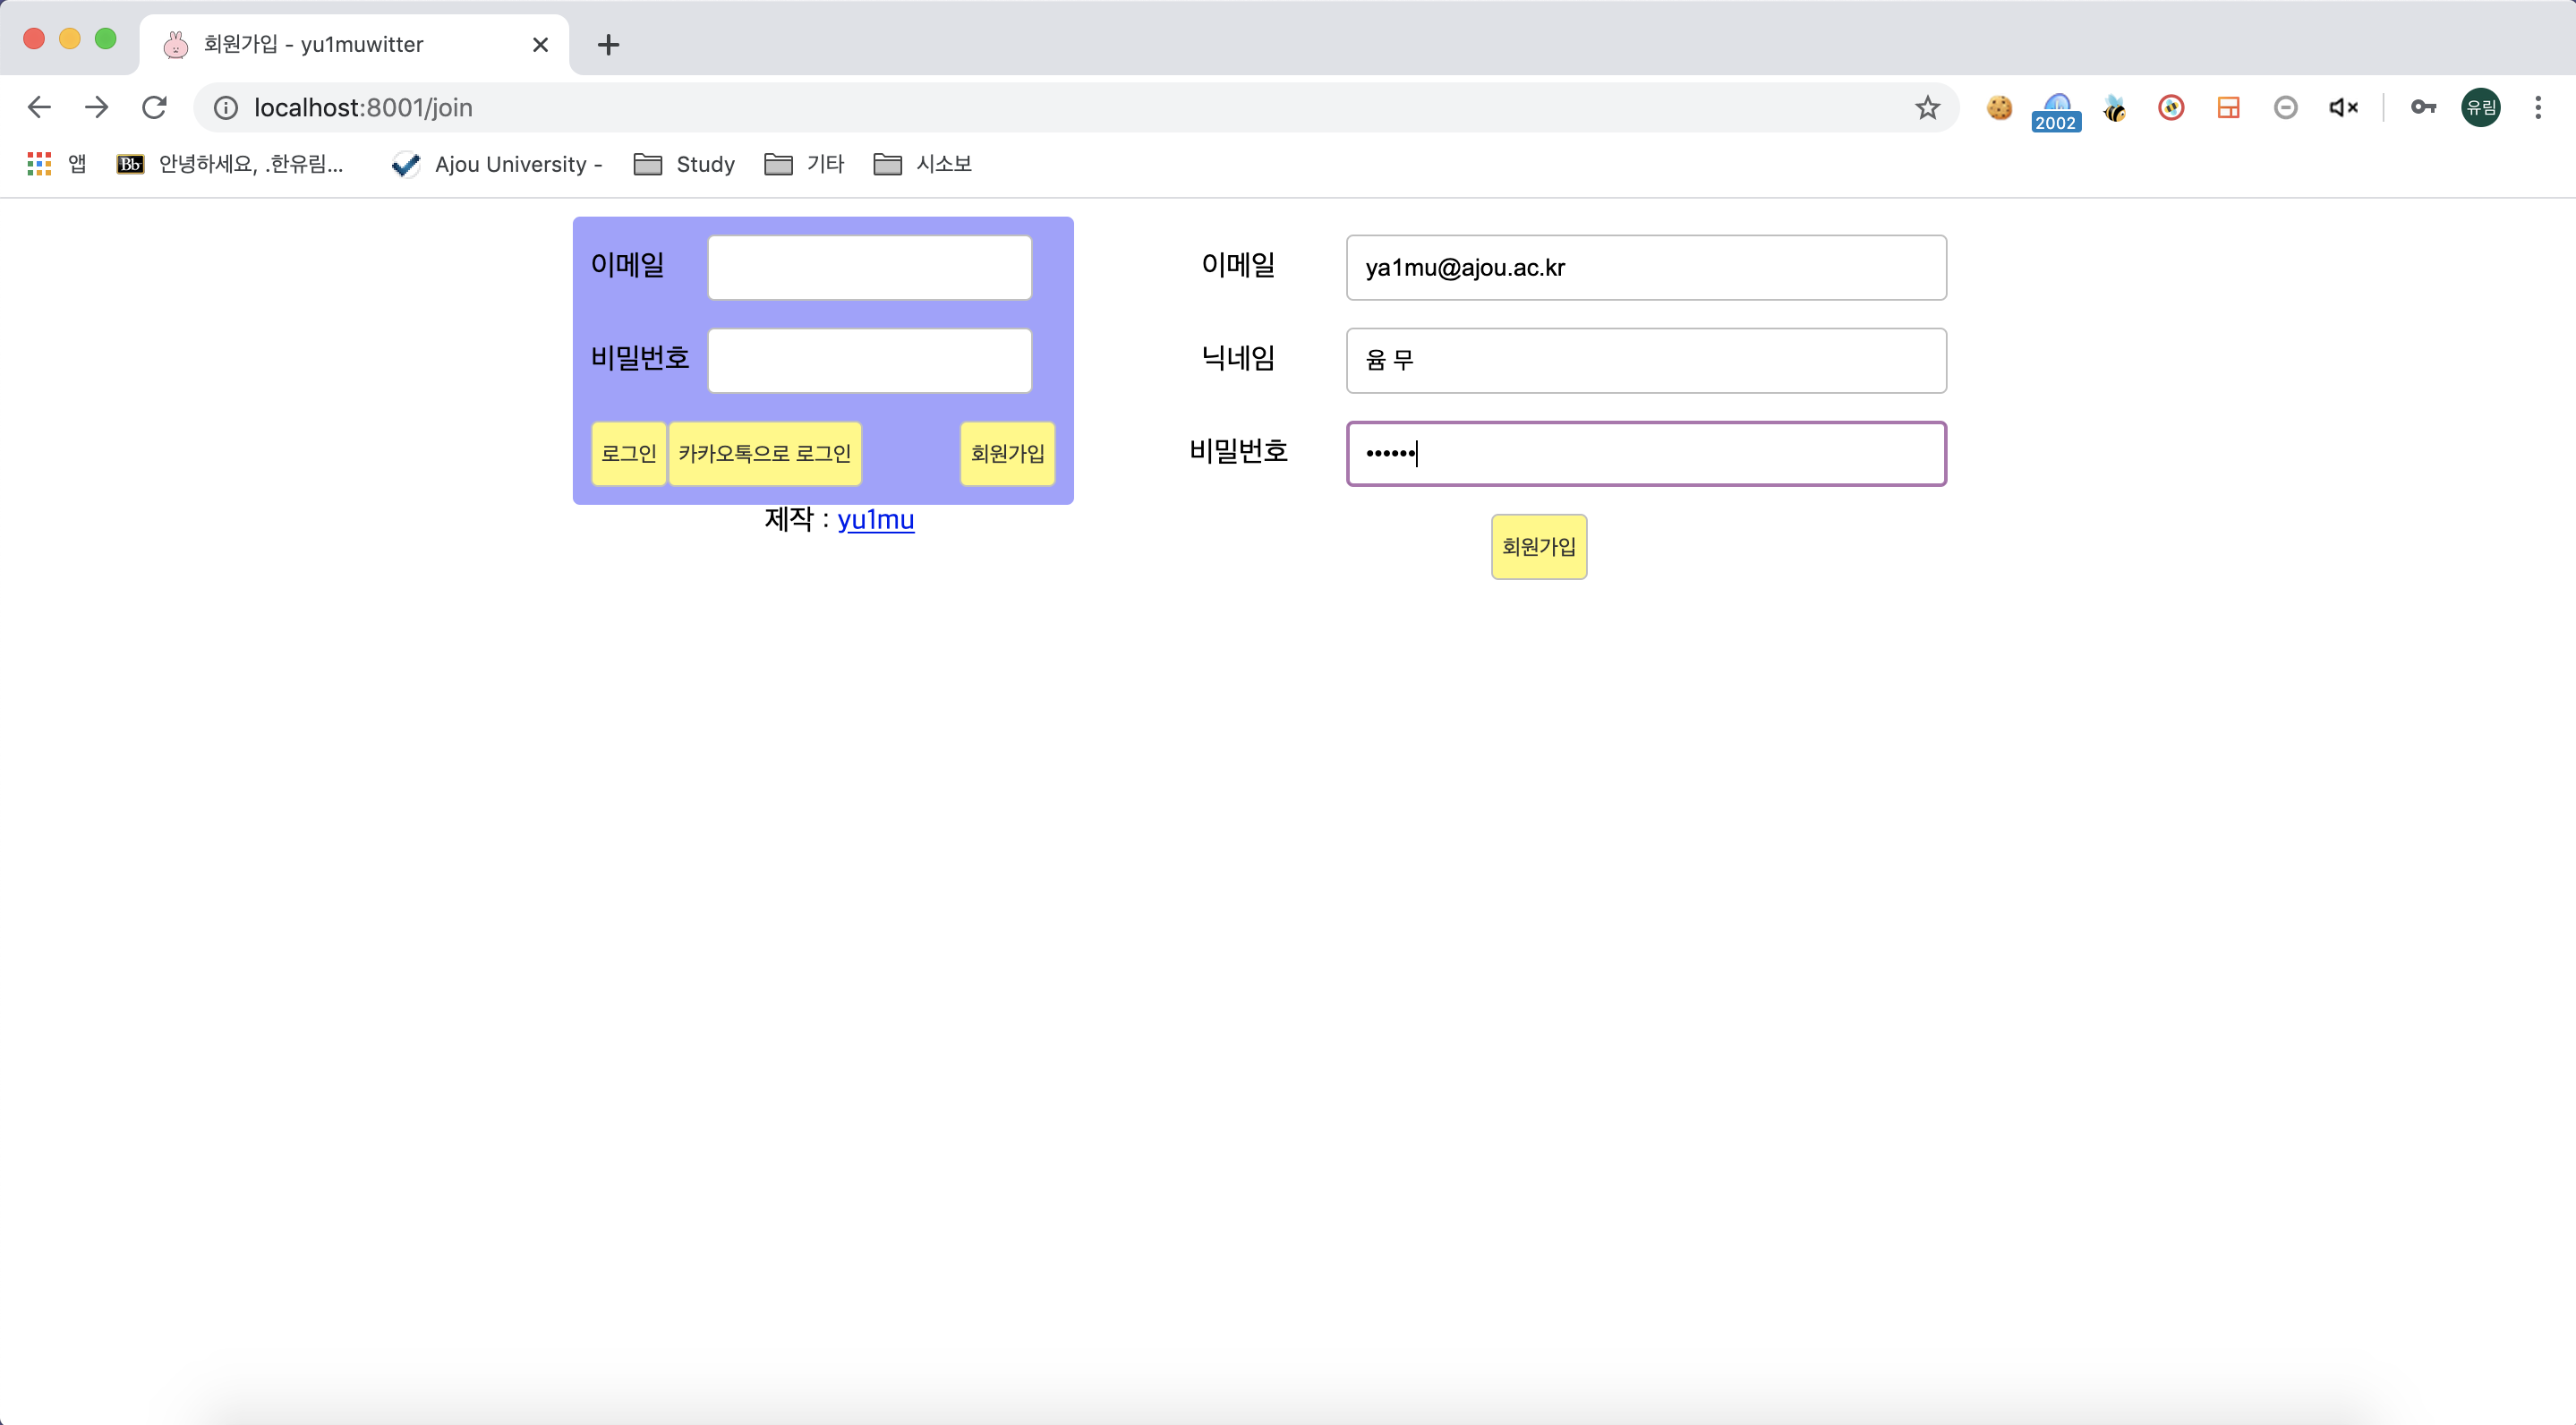 회원가입 - yu1muwitter
localhost:8001/join
2002
유림
앱 안녕하세요, .한유림... Ajou University - Study 기타 시소보
Bb
이메일
비밀번호
로그인 카카오톡으로 로그인 회원가입
제작 : yu1mu
이메일 ya1mu@ajou.ac.kr
닉네임 윰 무
비밀번호 ••••••
회원가입